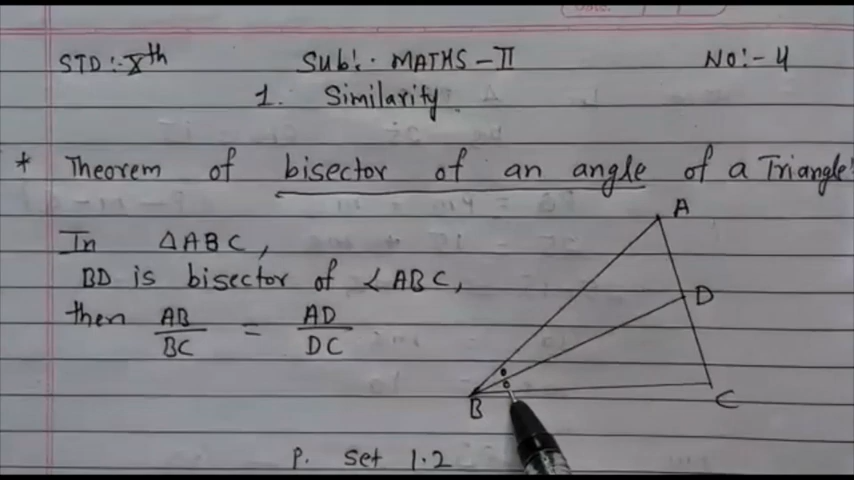 STD:- Xth Sub:- MATHS - II No:- 4
1. Similarity.
* Theorem of bisector of an angle of a Triangle:
In ΔABC,
BD is bisector of ∠ABC,
then AB/BC = AD/DC
A
D
B
C
P. Set 1.2